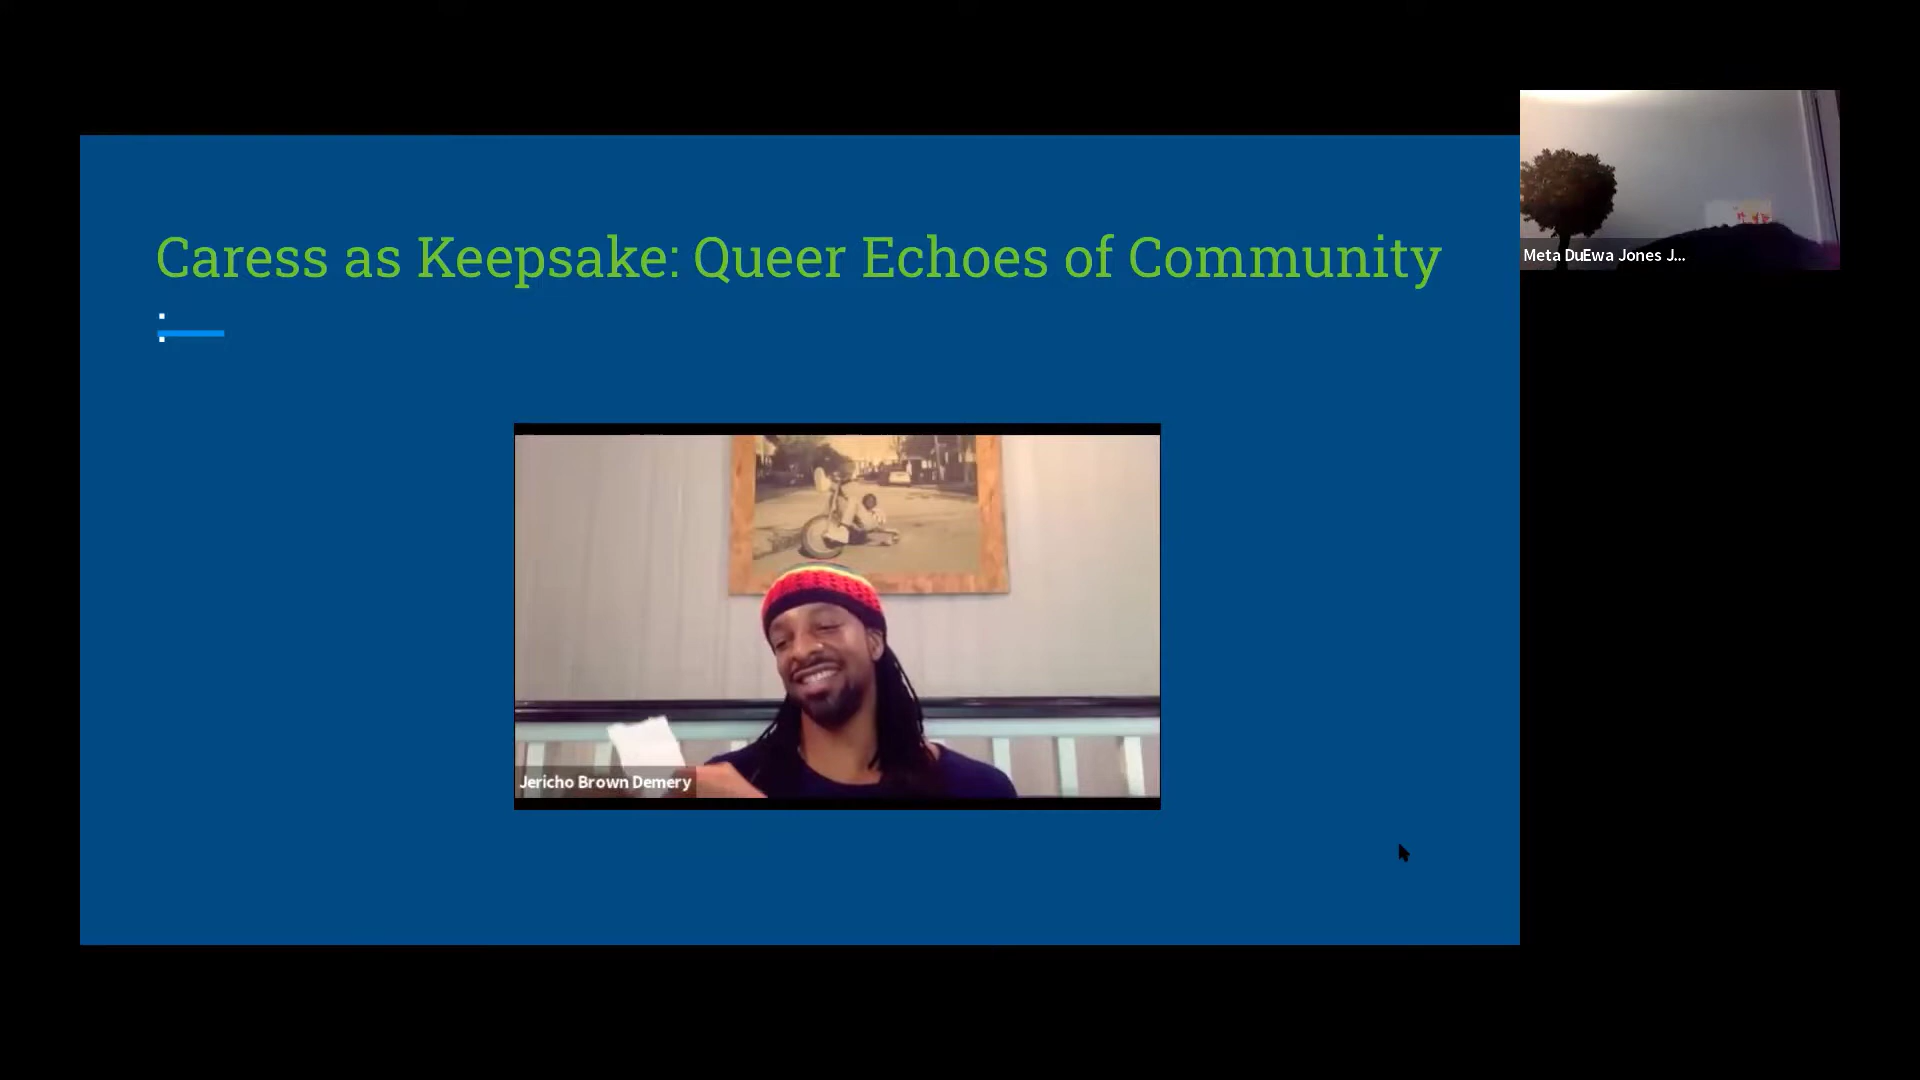 Caress as Keepsake: Queer Echoes of Community
:
Meta DuEwa Jones J...
Jericho Brown Demery